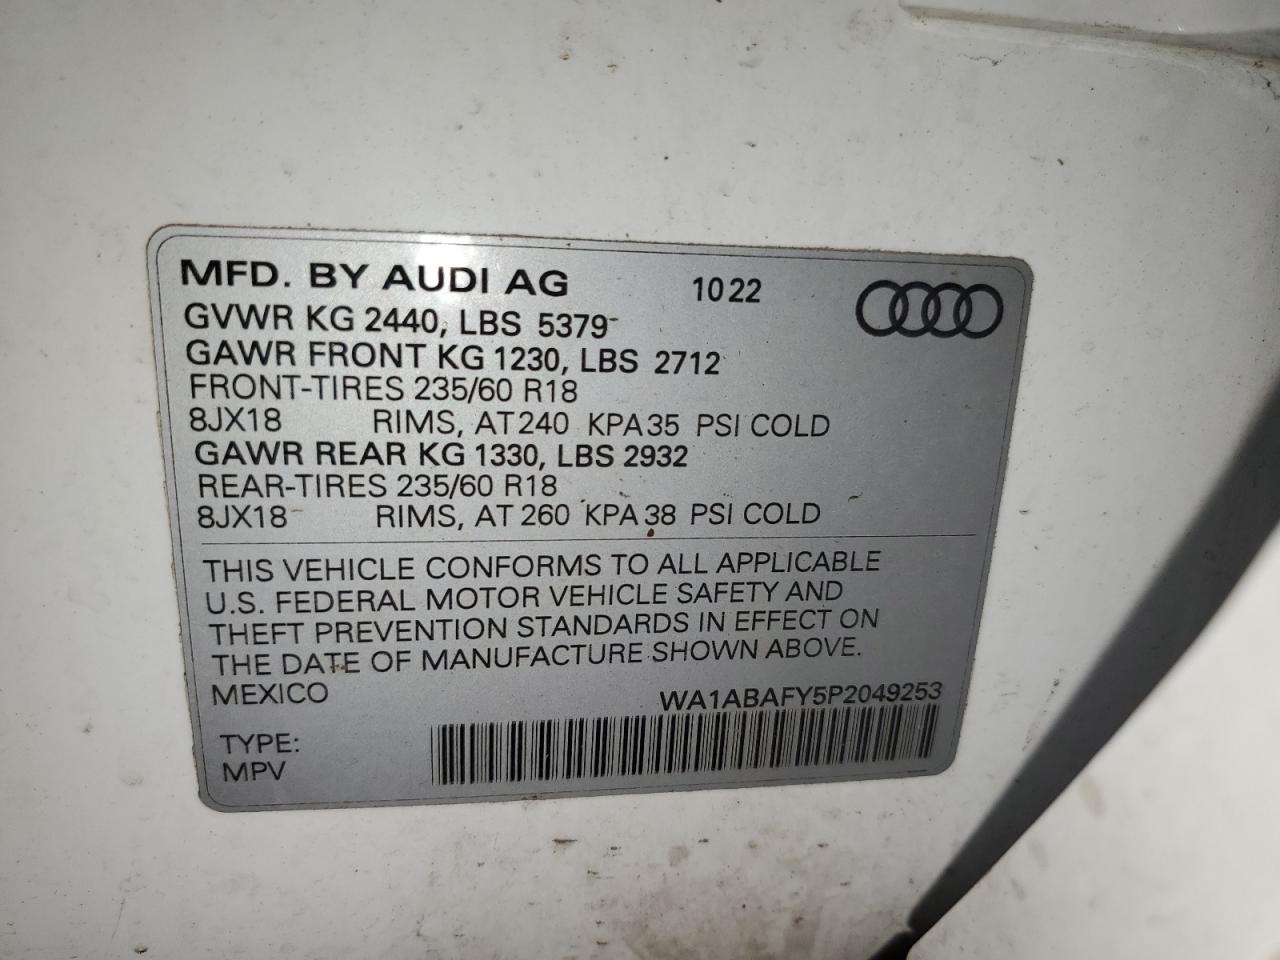 MFD. BY AUDI AG 1022
GVWR KG 2440, LBS 5379
GAWR FRONT KG 1230, LBS 2712
FRONT-TIRES 235/60 R18
8JX18 RIMS, AT 240 KPA 35 PSI COLD
GAWR REAR KG 1330, LBS 2932
REAR-TIRES 235/60 R18
8JX18 RIMS, AT 260 KPA 38 PSI COLD
THIS VEHICLE CONFORMS TO ALL APPLICABLE
U.S. FEDERAL MOTOR VEHICLE SAFETY AND
THEFT PREVENTION STANDARDS IN EFFECT ON
THE DATE OF MANUFACTURE SHOWN ABOVE.
MEXICO WA1ABAFY5P2049253
TYPE:
MPV